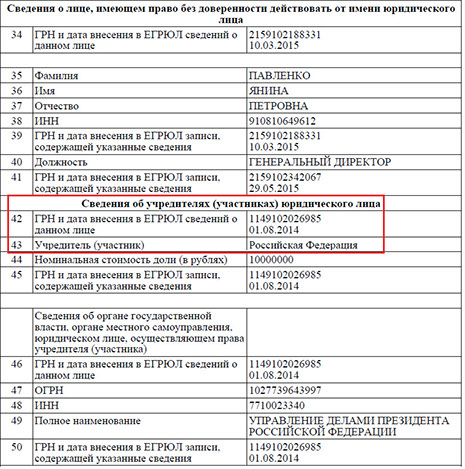 Сведения о лице, имеющем право без доверенности действовать от имени юридического
лица
34 ГРН и дата внесения в ЕГРЮЛ сведений о 2159102188331
данном лице 10.03.2015
35 Фамилия ПАВЛЕНКО
36 Имя ЯНИНА
37 Отчество ПЕТРОВНА
38 ИНН 910810649612
39 ГРН и дата внесения в ЕГРЮЛ записи, 2159102188331
содержащей указанные сведения 10.03.2015
40 Должность ГЕНЕРАЛЬНЫЙ ДИРЕКТОР
41 ГРН и дата внесения в ЕГРЮЛ записи, 2159102342067
содержащей указанные сведения 29.05.2015
Сведения об учредителях (участниках) юридического лица
42 ГРН и дата внесения в ЕГРЮЛ сведений о 1149102026985
данном лице 01.08.2014
43 Учредитель (участник) Российская Федерация
44 Номинальная стоимость доли (в рублях) 10000000
45 ГРН и дата внесения в ЕГРЮЛ записи, 1149102026985
содержащей указанные сведения 01.08.2014
Сведения об органе государственной
власти, органе местного самоуправления,
юридическом лице, осуществляющем права
учредителя (участника)
46 ГРН и дата внесения в ЕГРЮЛ сведений о 1149102026985
данном лице 01.08.2014
47 ОГРН 1027739643997
48 ИНН 7710023340
49 Полное наименование УПРАВЛЕНИЕ ДЕЛАМИ ПРЕЗИДЕНТА
РОССИЙСКОЙ ФЕДЕРАЦИИ
50 ГРН и дата внесения в ЕГРЮЛ записи, 1149102026985
содержащей указанные сведения 01.08.2014